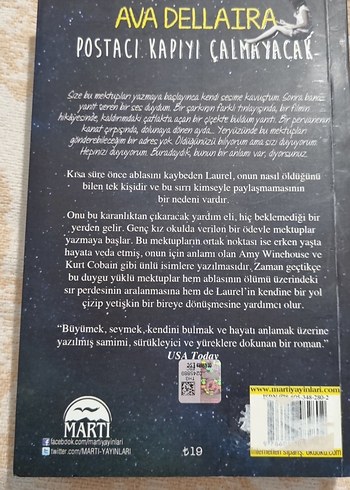 AVA DELLAIRA
POSTACI KAPIYI ÇALMAYACAK
Size bu mektupları yazmaya başlayınca kendi sesime kavuştum. Sonra bana
yanıt veren bir ses duydum. Bir şarkının farklı tınlayışında, bir filmin
hikâyesinde, kaldırımdaki çatlakta açan bir çiçekte buldum yanıtı. Bir pervanenin
kanat çırpışında, dolunaya dönen ayda... Yeryüzünde bu mektupları
gönderebileceğim bir adres yok. Öldüğünüzü biliyorum ama sizi duyuyorum.
Hepinizi duyuyorum. Buradaydık, bunun bir anlamı var, diyorsunuz.
Kısa süre önce ablasını kaybeden Laurel, onun nasıl öldüğünü
bilen tek kişidir ve bu sırrı kimseyle paylaşmamasının
bir nedeni vardır.
Onu bu karanlıktan çıkaracak yardım eli, hiç beklemediği bir
yerden gelir. Genç kız okulda verilen bir ödevle mektuplar
yazmaya başlar. Bu mektupların ortak noktası ise erken yaşta
hayata veda etmiş, onun için anlamı olan Amy Winehouse ve
Kurt Cobain gibi ünlü isimlere yazılmasıdır. Zaman geçtikçe
bu duygu yüklü mektuplar hem ablasının ölümü üzerindeki
sır perdesinin aralanmasına hem de Laurel'in kendine bir yol
çizip yetişkin bir bireye dönüşmesine yardımcı olur.
"Büyümek, sevmek, kendini bulmak ve hayatı anlamak üzerine
yazılmış samimi, sürükleyici ve yüreklere dokunan bir roman."
USA Today
MARTI
facebook.com/martiyayinlari
twitter.com/MARTI-YAYINLARI
₺19
www.martiyayinlari.com
348-280-2